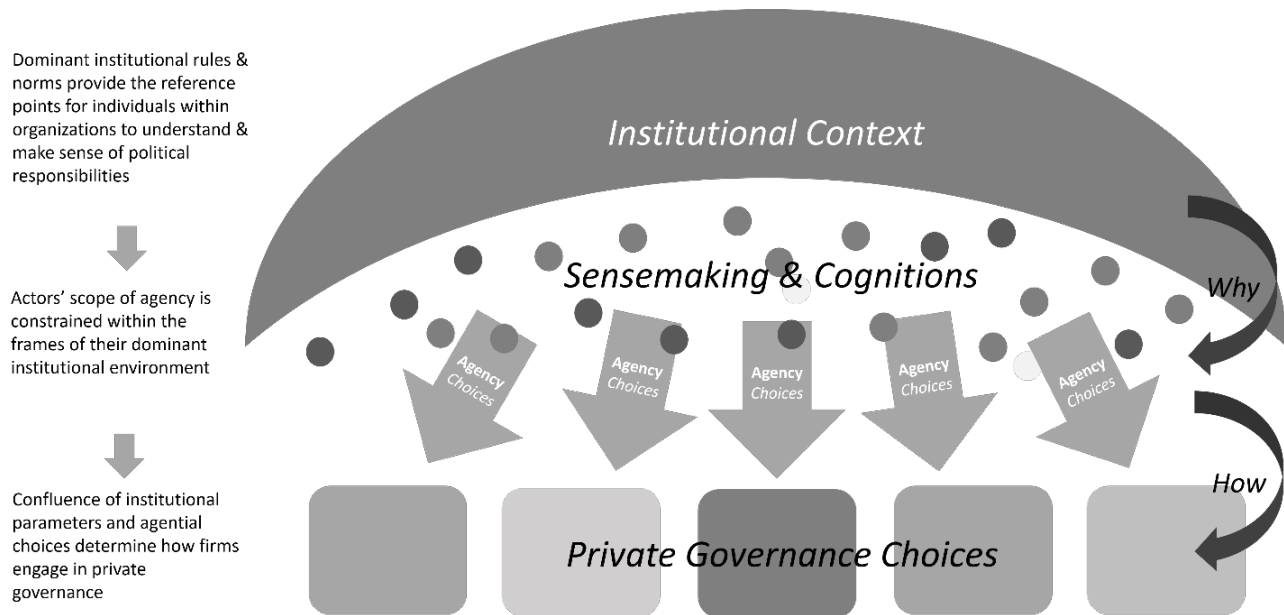 Dominant institutional rules &
norms provide the reference
points for individuals within
organizations to understand &
make sense of political
responsibilities
Actors' scope of agency is
constrained within the
frames of their dominant
institutional environment
Confluence of institutional
parameters and agential
choices determine how firms
engage in private
governance
Institutional Context
Sensemaking & Cognitions
Why
Agency
Choices
Agency
Choices
Agency
Choices
Agency
Choices
Agency
Choices
How
Private Governance Choices